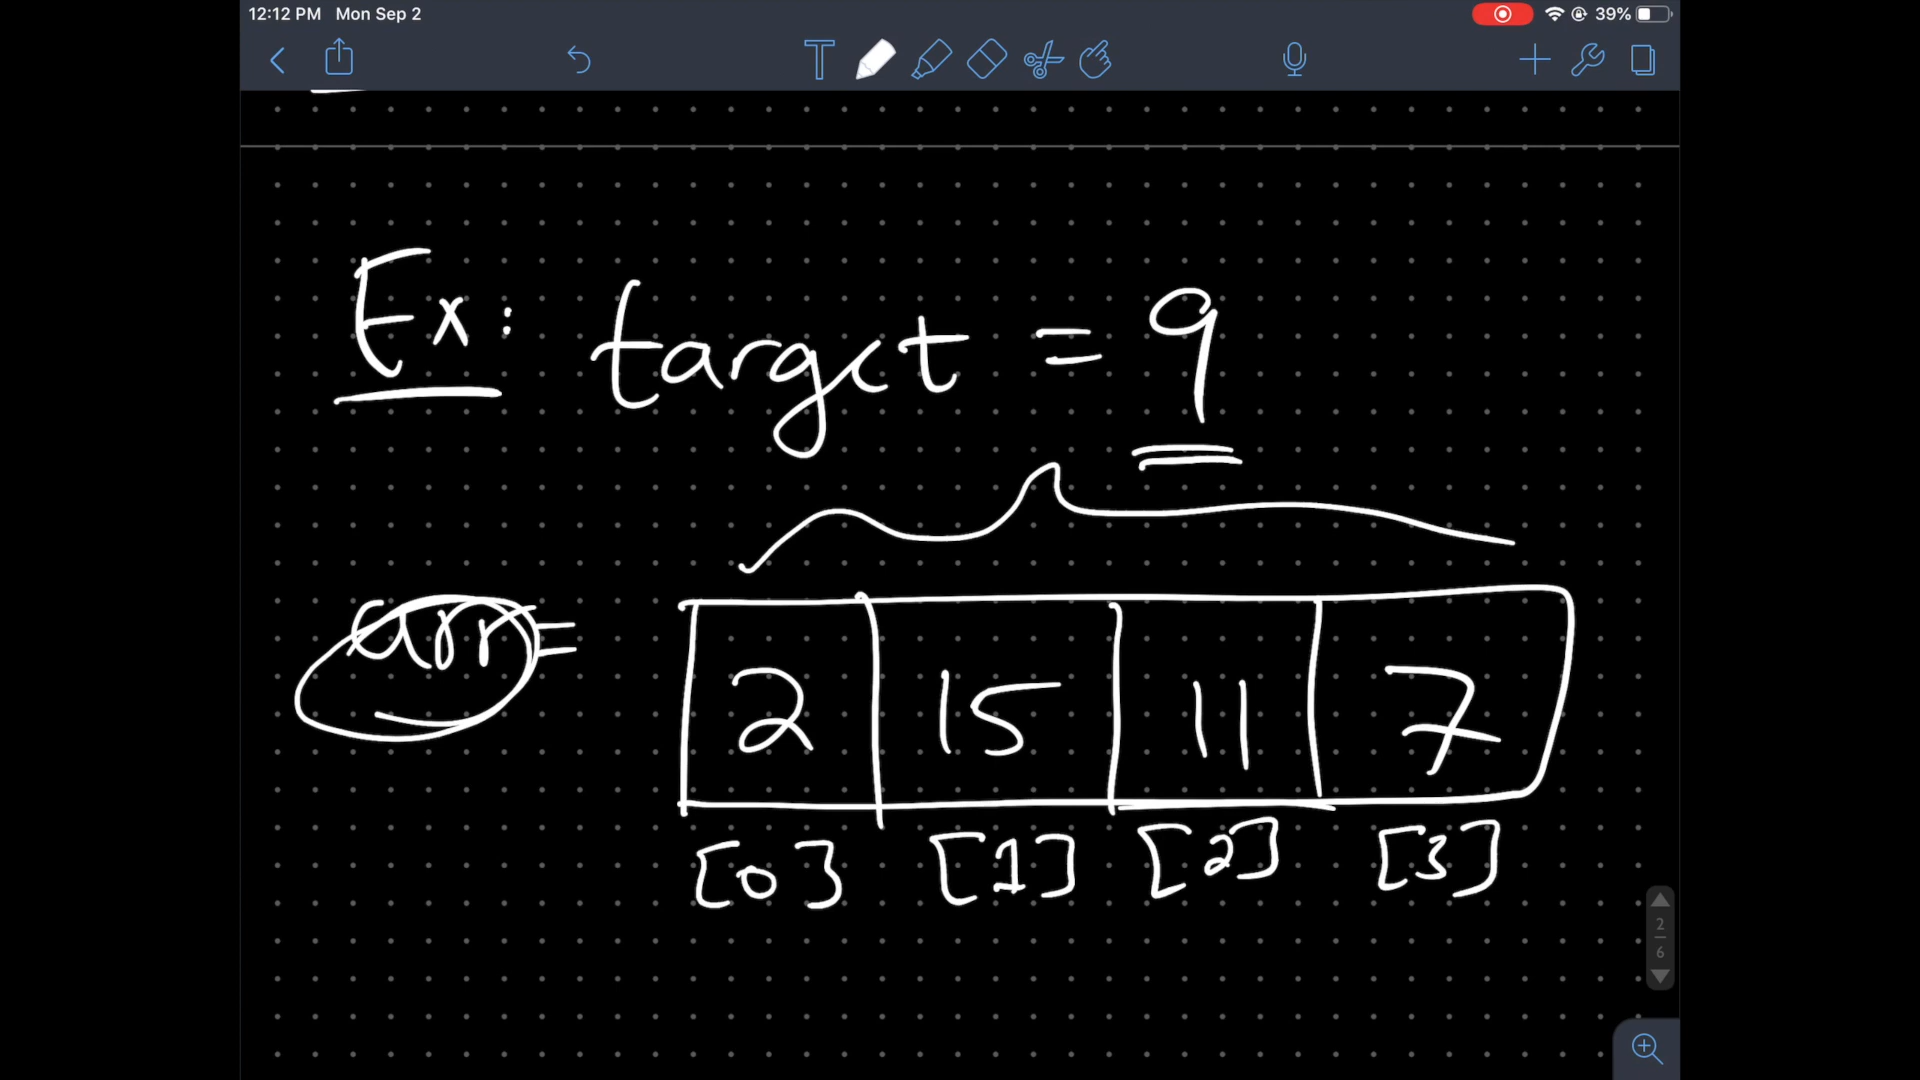 12:12 PM Mon Sep 2 39%
T
Ex: target = 9
arr = 2 15 11 7
[0] [1] [2] [3]
2
6